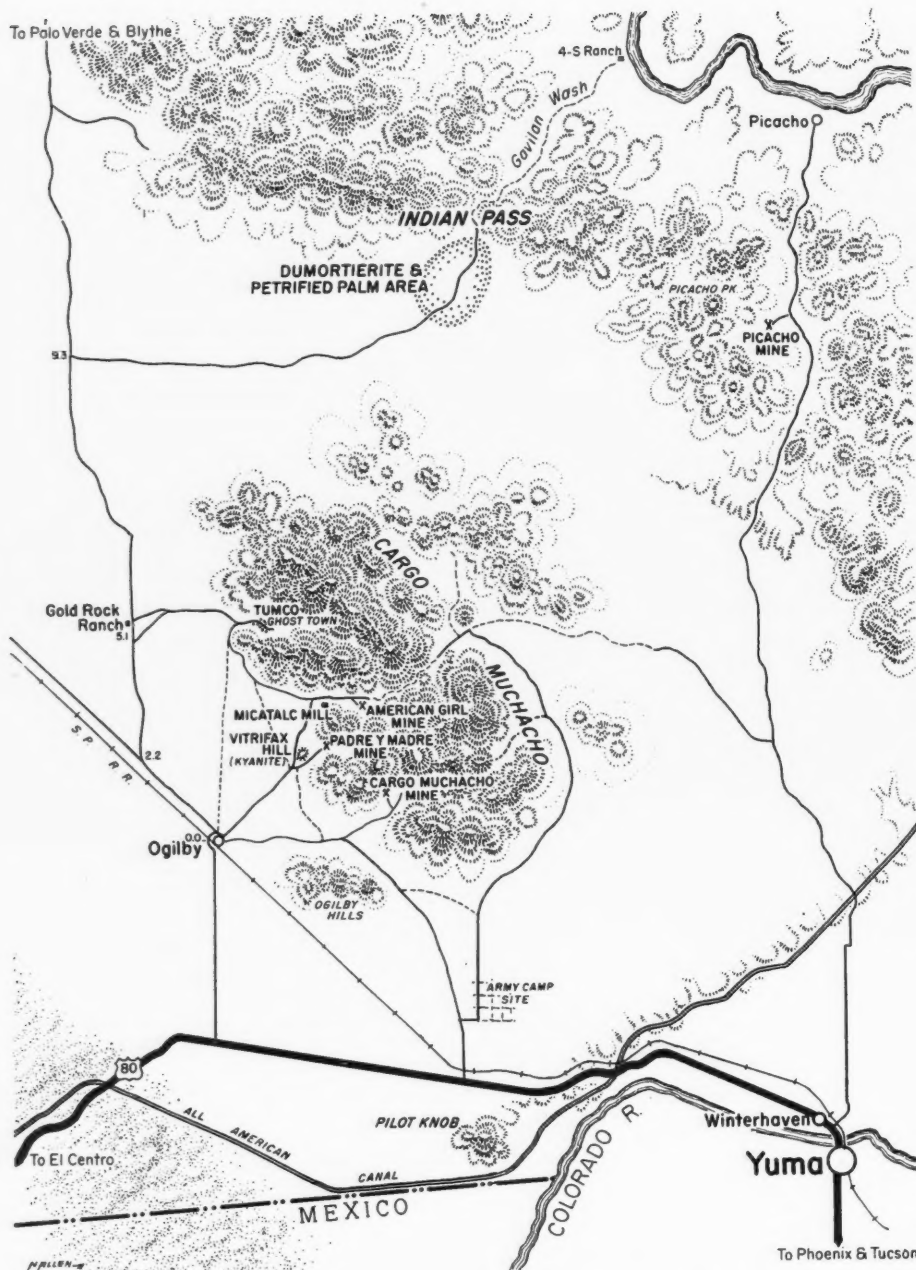 To Palo Verde & Blythe
4-S Ranch
Gavilan Wash
Picacho
INDIAN PASS
DUMORTIERITE &
PETRIFIED PALM AREA
PICACHO PK.
PICACHO
MINE
9.3
CARGO
MUCHACHO
Gold Rock
Ranch
5.1
TUMCO
GHOST TOWN
MICATALC MILL
AMERICAN GIRL
MINE
VITRIFAX
HILL
(KYANITE)
PADRE Y MADRE
MINE
S.P. R.R.
2.2
CARGO MUCHACHO
MINE
0.0
Ogilby
OGILBY
HILLS
ARMY CAMP
SITE
80
ALL AMERICAN CANAL
PILOT KNOB
COLORADO R.
Winterhaven
Yuma
To El Centro
MEXICO
To Phoenix & Tucson